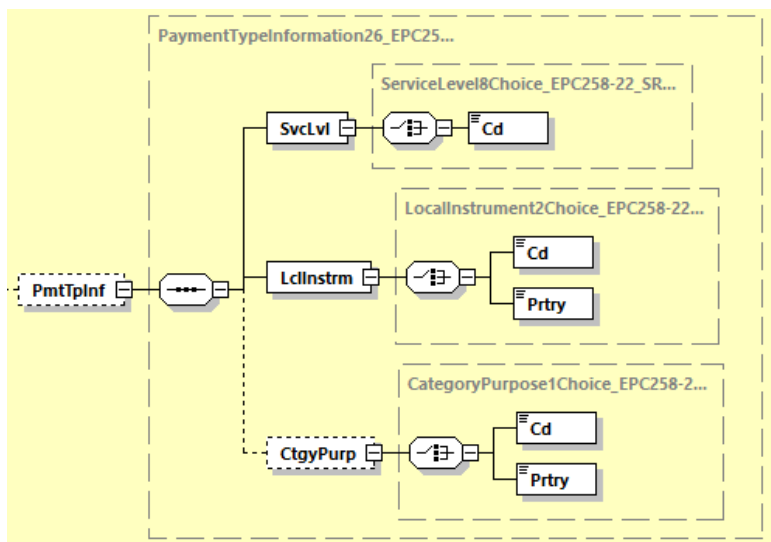 PaymentTypeInformation26_EPC25...
ServiceLevel8Choice_EPC258-22_SR...
SvcLvl
Cd
LocalInstrument2Choice_EPC258-22...
Cd
PmtTpInf
LclInstrm
Prtry
CategoryPurpose1Choice_EPC258-2...
Cd
CtgyPurp
Prtry